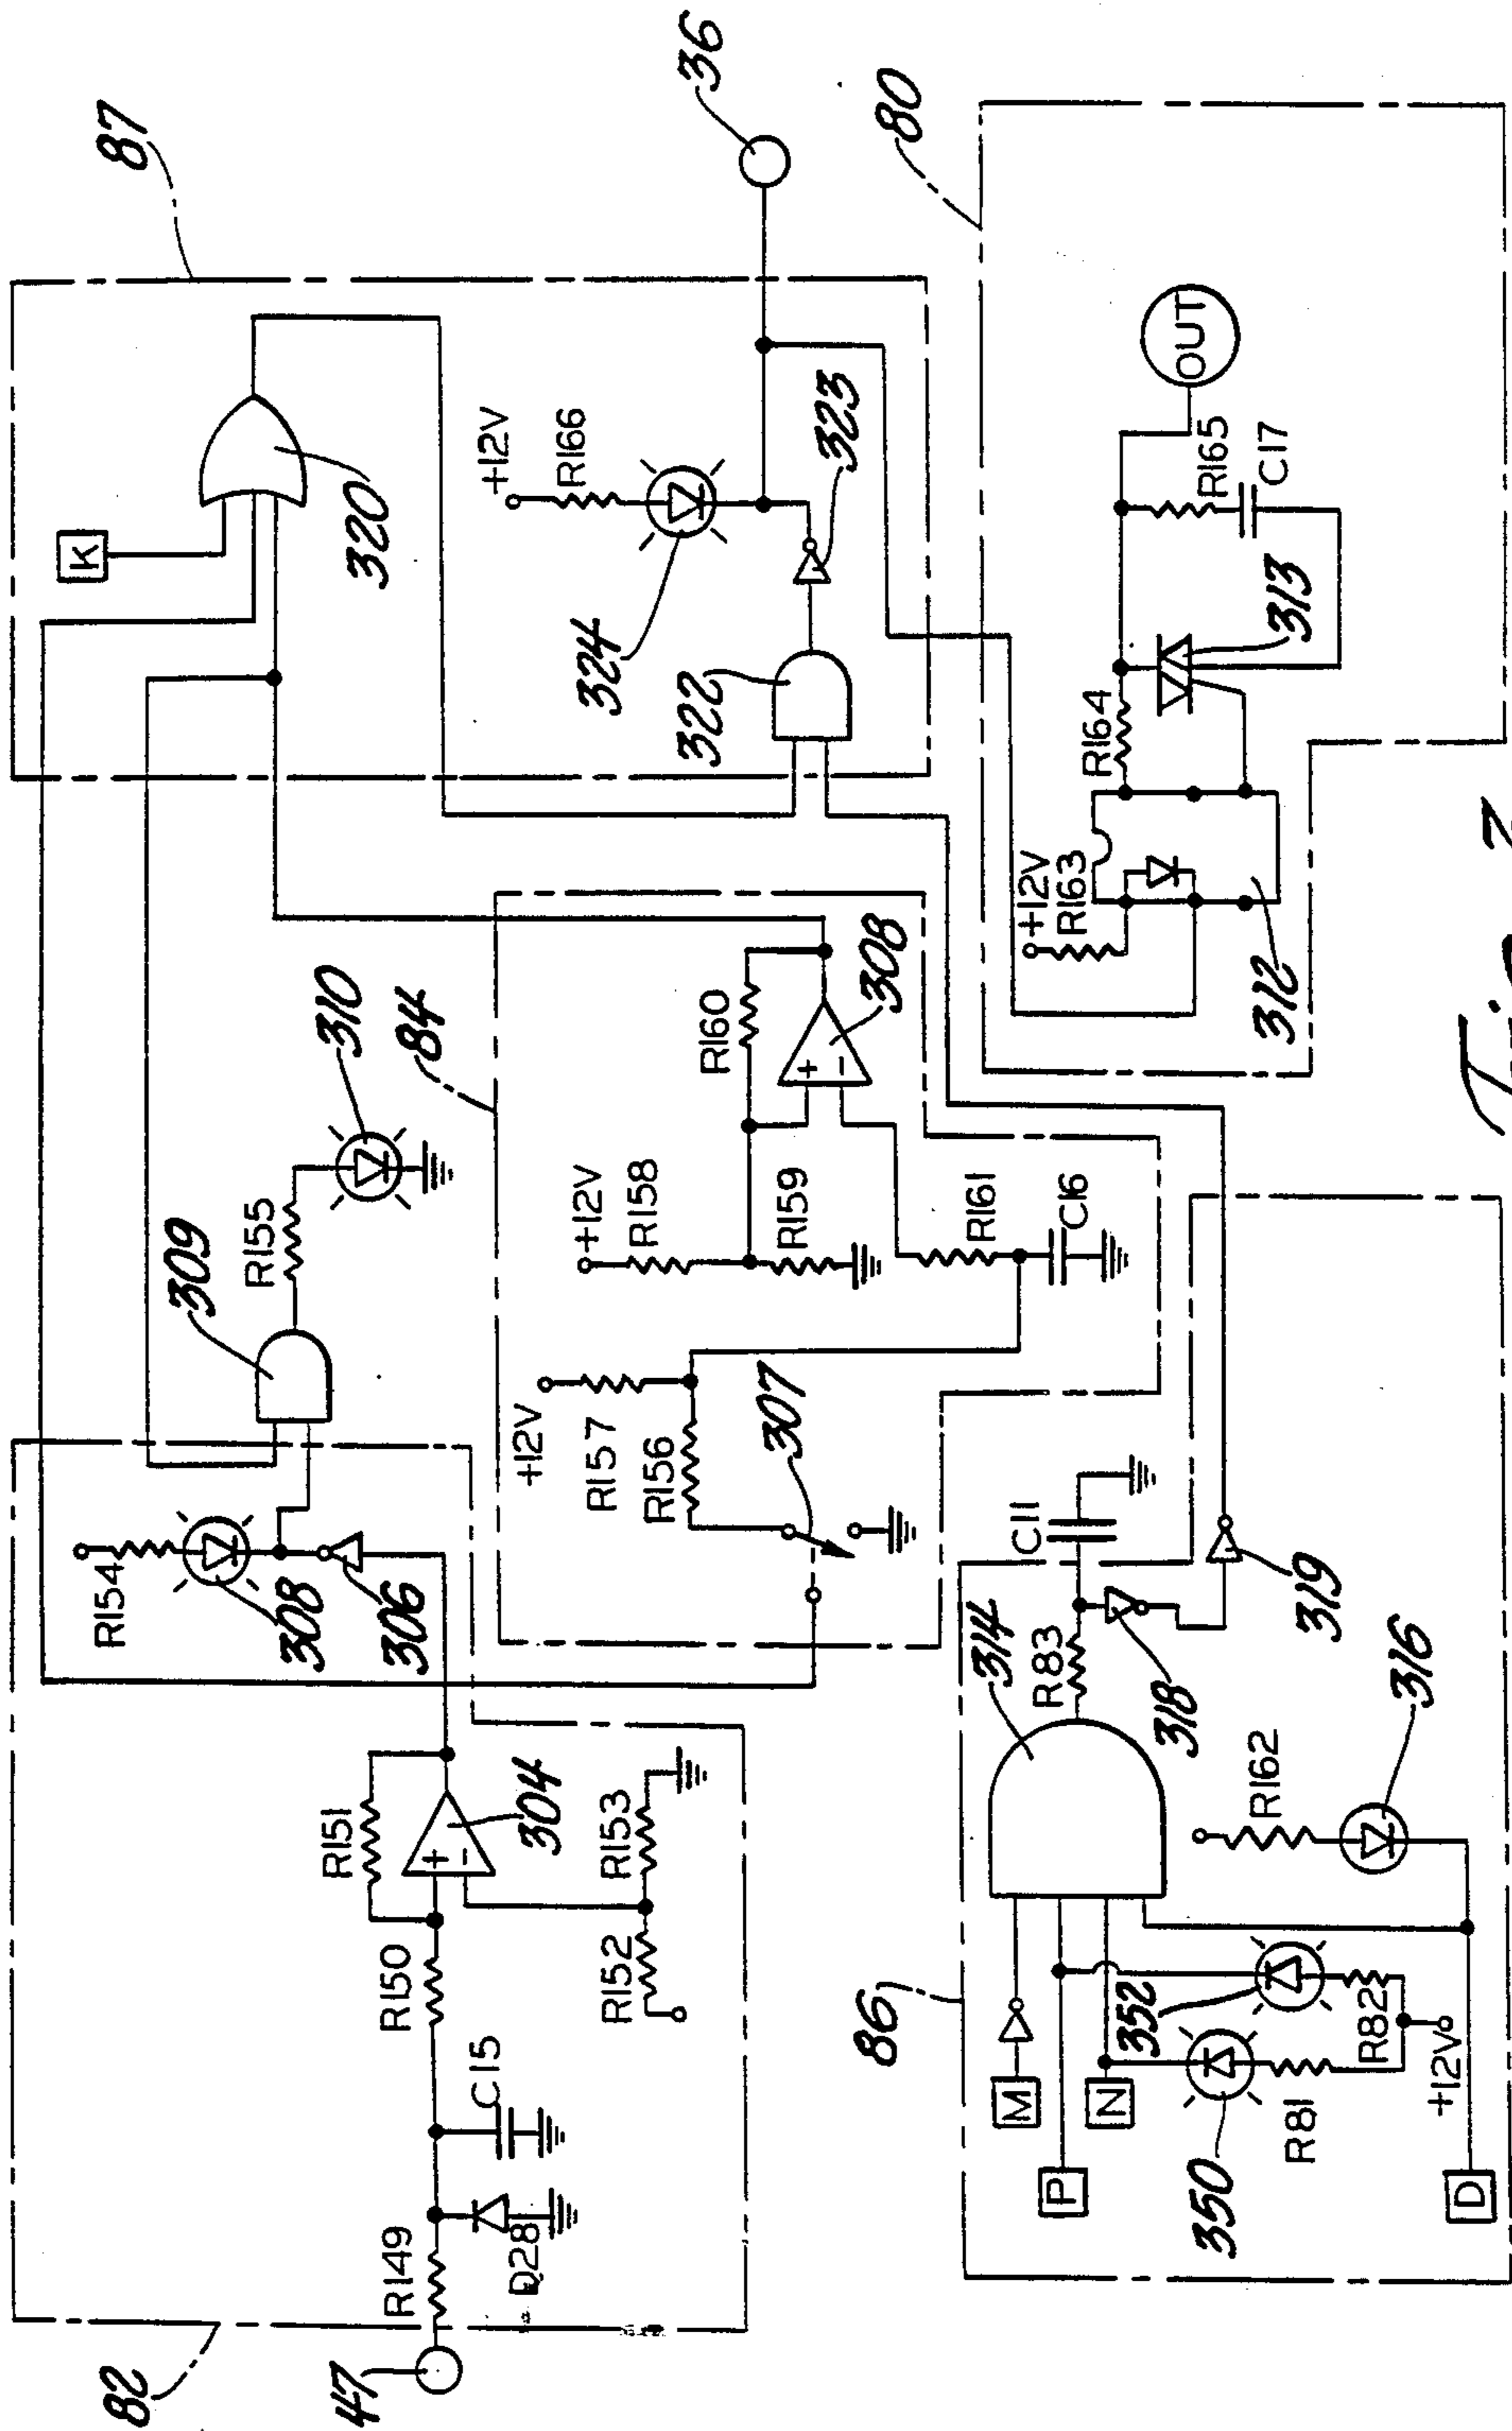 82
47
R149
D28
C15
R150
R151
+
-
304
R152
R153
R154
308
306
309
R155
310
84
+12V
R157
R156
307
+12V
R158
R159
R160
+
-
308
R161
C16
87
K
320
+12V
R166
324
322
323
36
86
M
P
N
D
350
352
R81
R82
+12V
314
R83
C11
318
319
R162
316
80
+12V
R163
312
R164
313
R165
C17
OUT